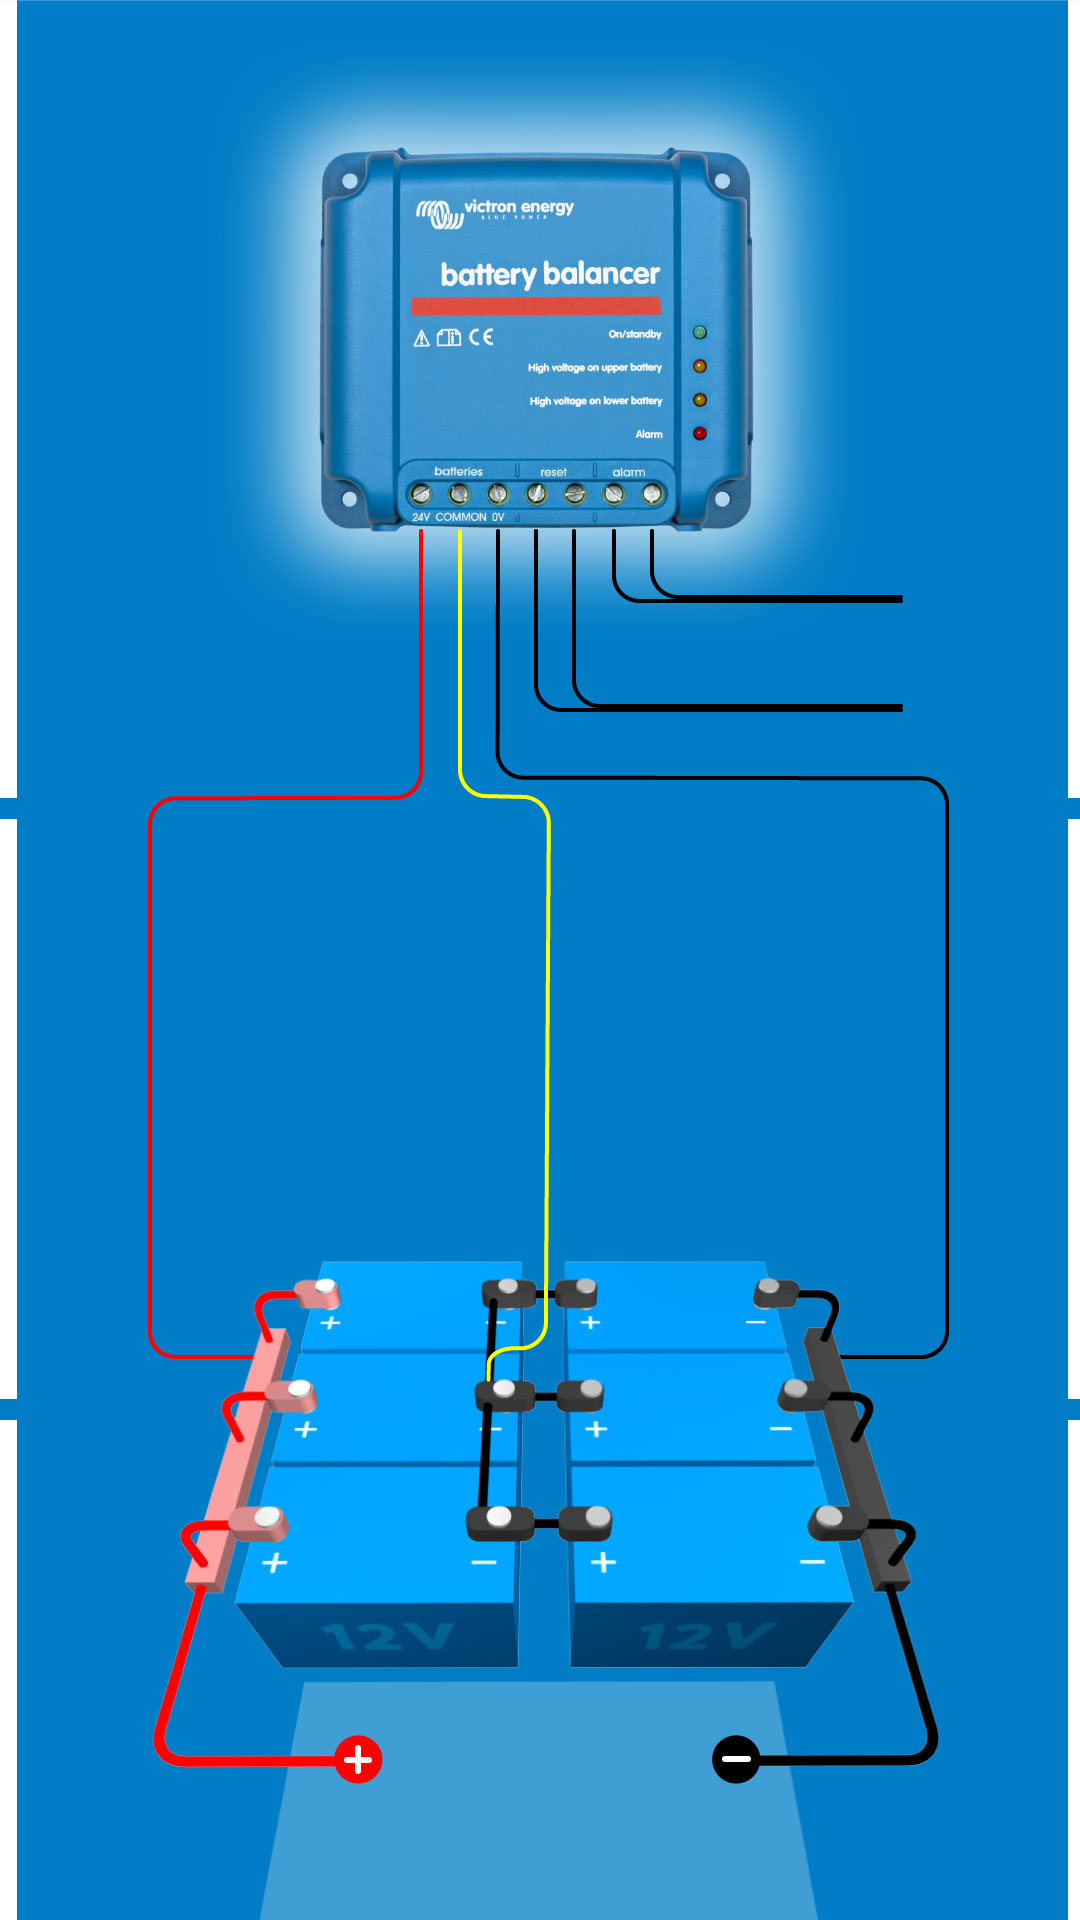 victron energy
BLUE POWER
battery balancer
CE
On/standby
High voltage on upper battery
High voltage on lower battery
Alarm
batteries reset alarm
24V COMMON 0V
+ − + −
+ − + −
+ − + −
12V 12V
+ −